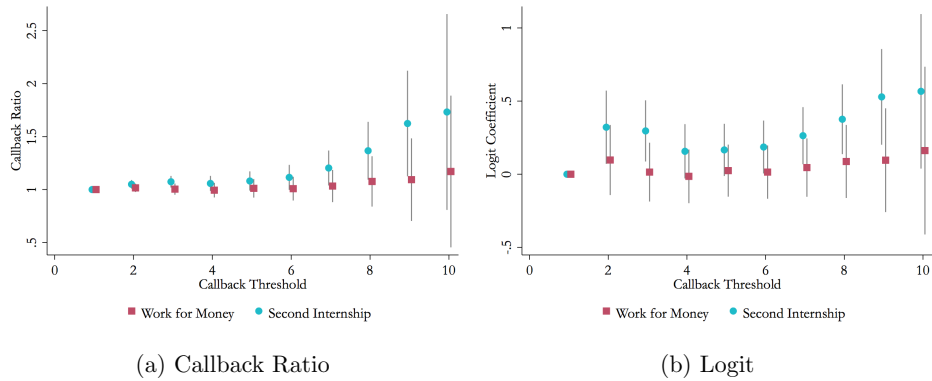 2.5
2
1.5
1
.5
Callback Ratio
0 2 4 6 8 10
Callback Threshold
Work for Money Second Internship
(a) Callback Ratio
1
.5
0
-.5
Logit Coefficient
0 2 4 6 8 10
Callback Threshold
Work for Money Second Internship
(b) Logit